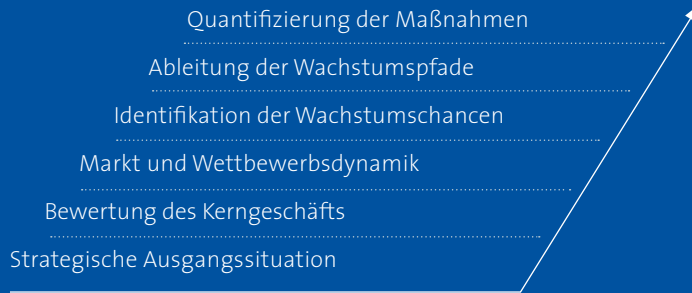 Quantifizierung der Maßnahmen
Ableitung der Wachstumspfade
Identifikation der Wachstumschancen
Markt und Wettbewerbsdynamik
Bewertung des Kerngeschäfts
Strategische Ausgangssituation